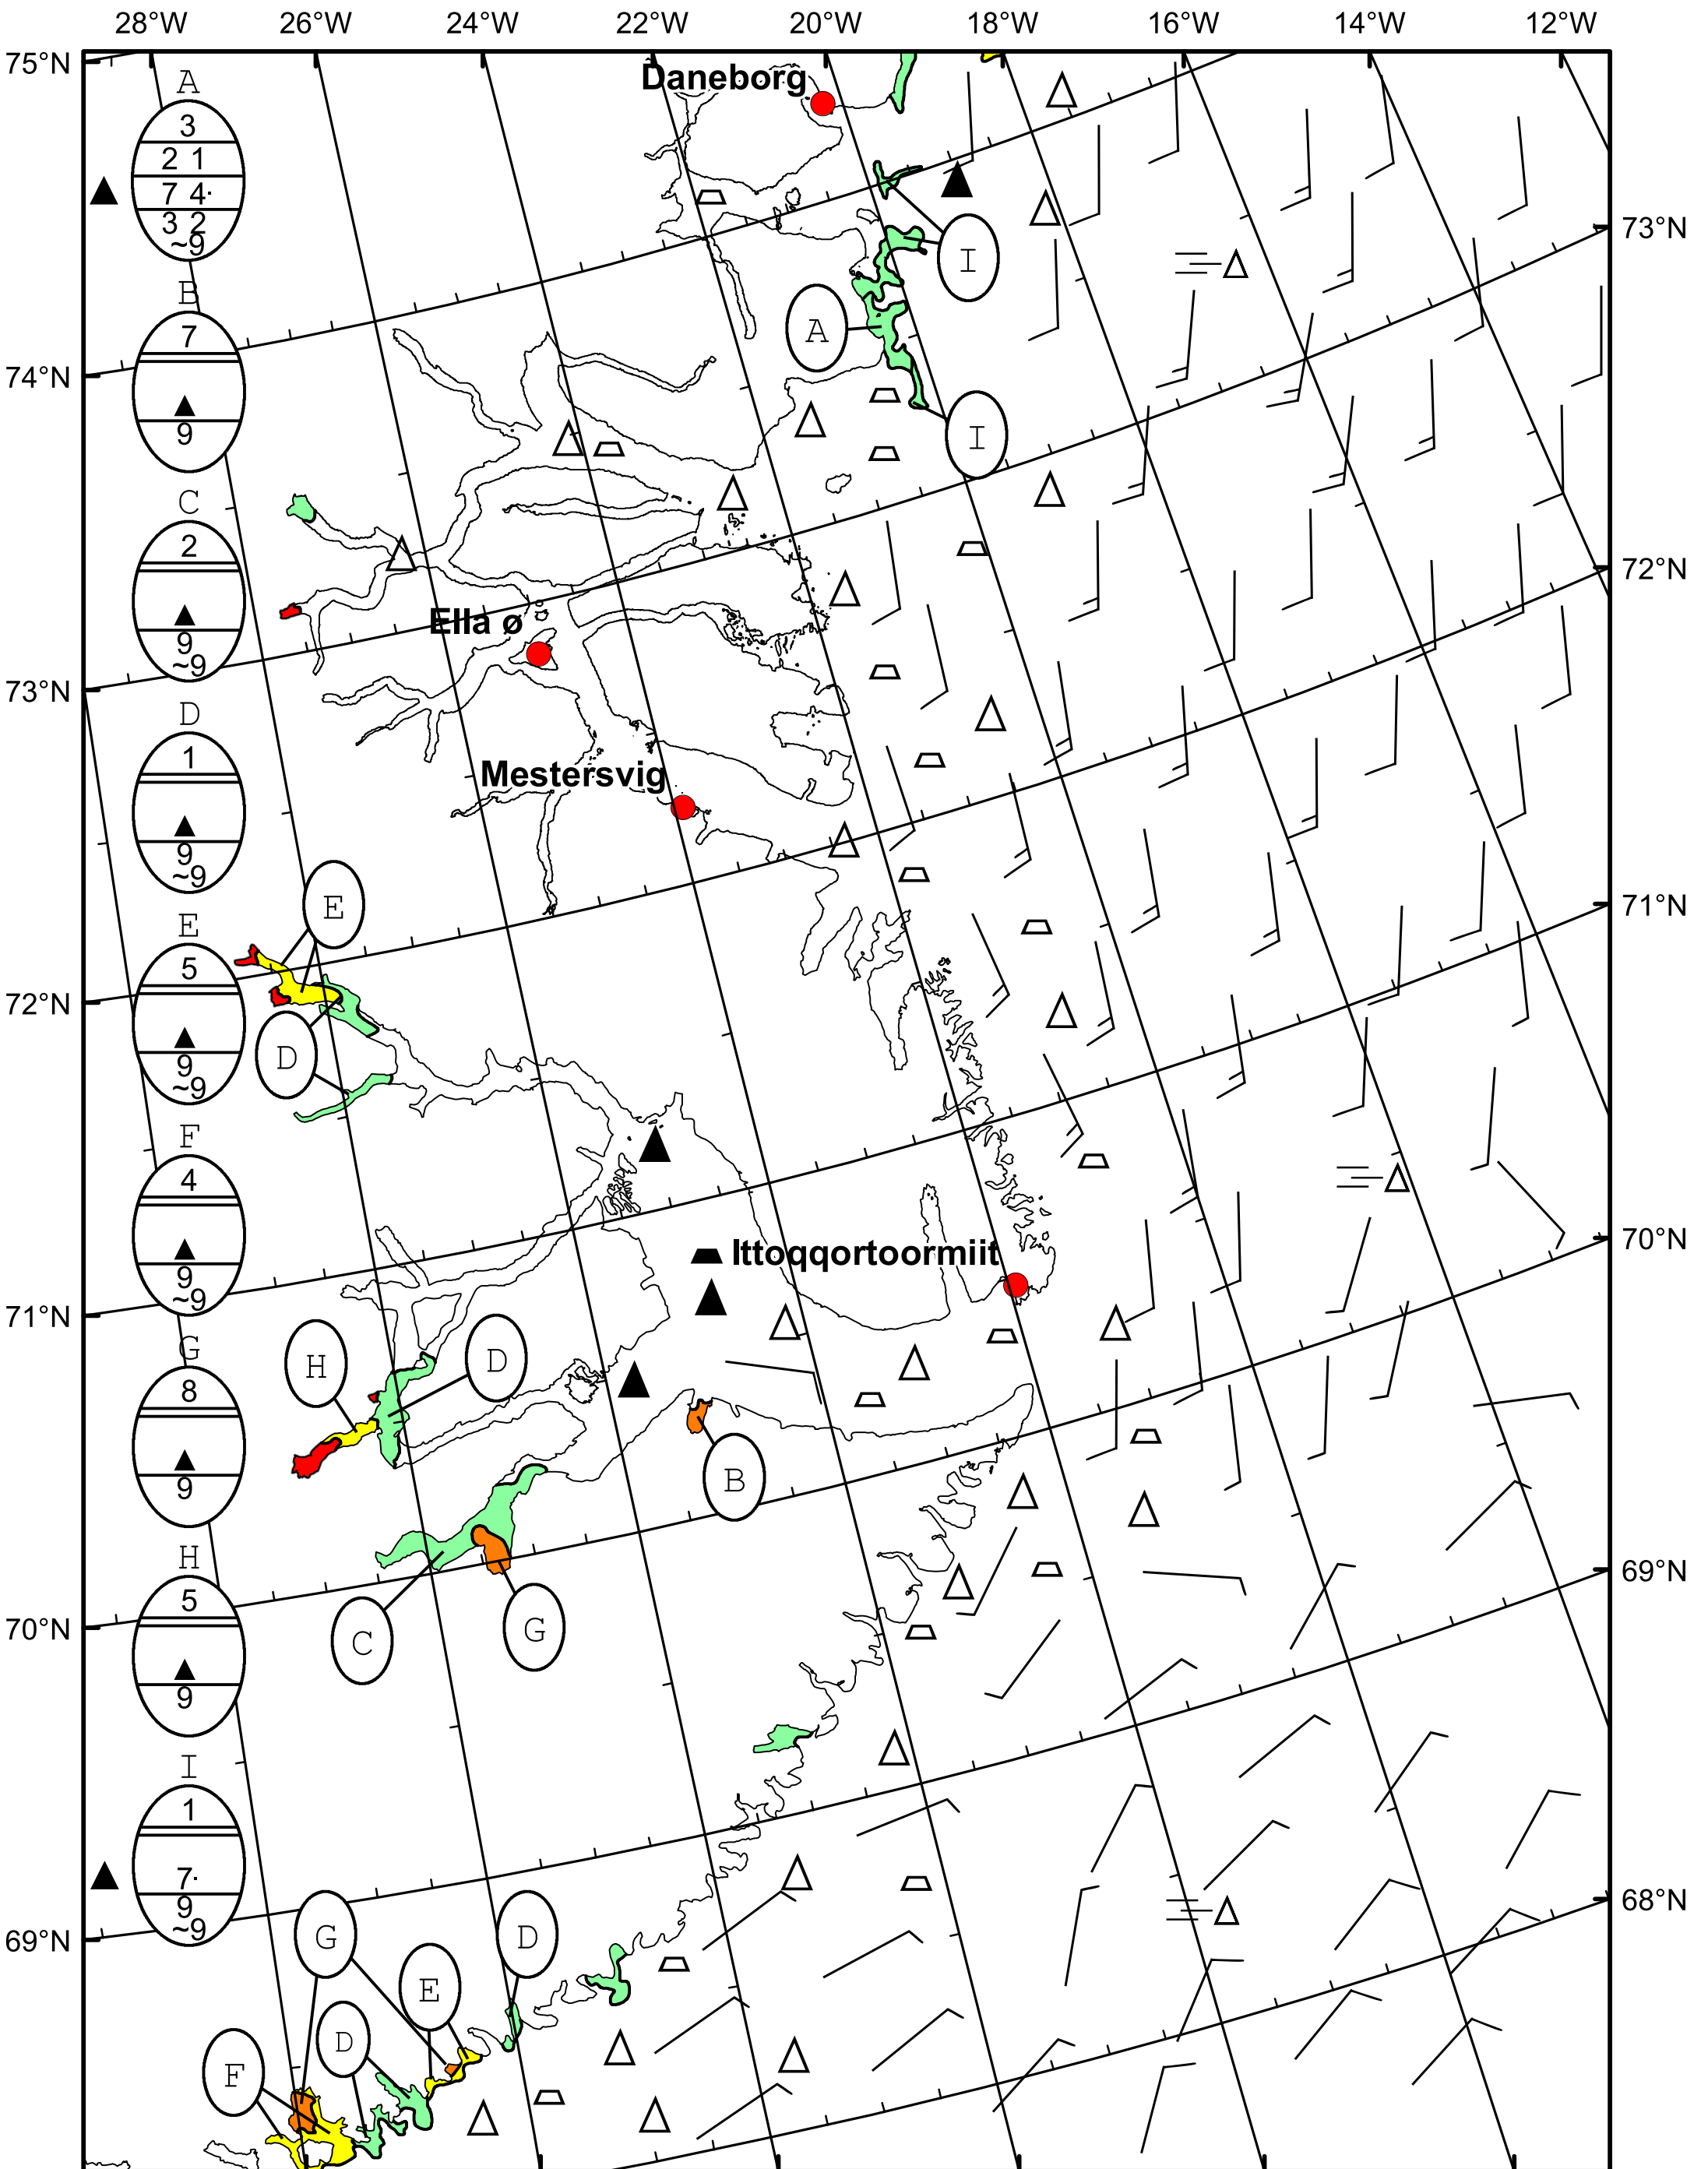 28°W 26°W 24°W 22°W 20°W 18°W 16°W 14°W 12°W
75°N
Daneborg
A
3
2 1
7 4·
3 2
~9
73°N
I
B
7
9
A
74°N
I
C
2
9
~9
72°N
Ella ø
73°N
D
1
9
~9
Mestersvig
E
71°N
E
5
9
~9
72°N
D
F
4
9
~9
70°N
Ittoqqortoormiit
71°N
G
8
9
H
D
B
H
5
9
69°N
70°N
C
G
I
1
7·
9
~9
68°N
69°N
G
D
E
D
F